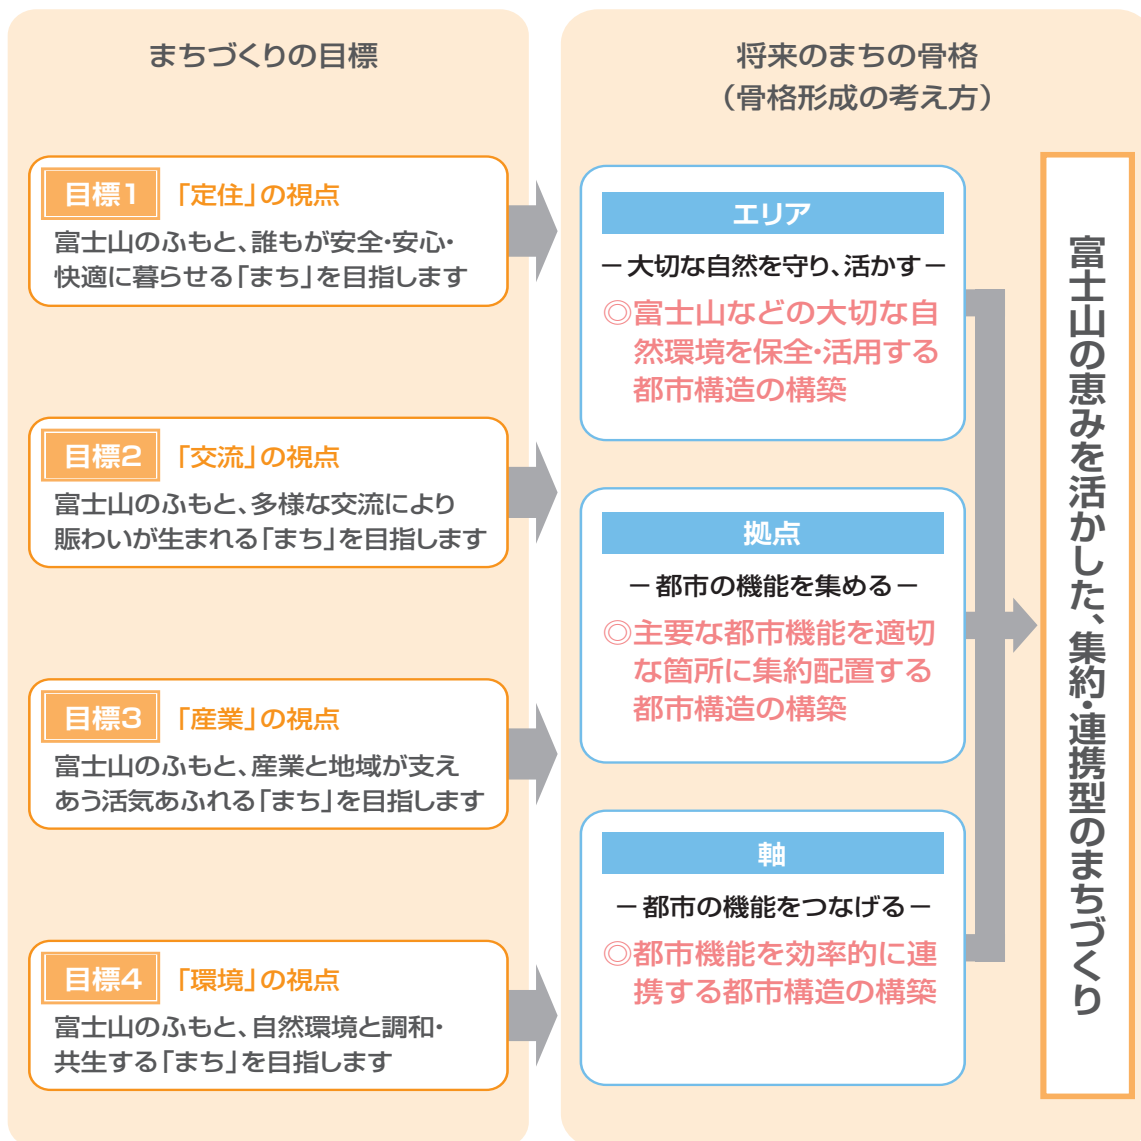 まちづくりの目標
目標1 「定住」の視点
富士山のふもと、誰もが安全・安心・
快適に暮らせる「まち」を目指します
目標2 「交流」の視点
富士山のふもと、多様な交流により
賑わいが生まれる「まち」を目指します
目標3 「産業」の視点
富士山のふもと、産業と地域が支え
あう活気あふれる「まち」を目指します
目標4 「環境」の視点
富士山のふもと、自然環境と調和・
共生する「まち」を目指します
将来のまちの骨格
（骨格形成の考え方）
エリア
－大切な自然を守り、活かす－
◎富士山などの大切な自
然環境を保全・活用する
都市構造の構築
拠点
－都市の機能を集める－
◎主要な都市機能を適切
な箇所に集約配置する
都市構造の構築
軸
－都市の機能をつなげる－
◎都市機能を効率的に連
携する都市構造の構築
富士山の恵みを活かした、集約・連携型のまちづくり